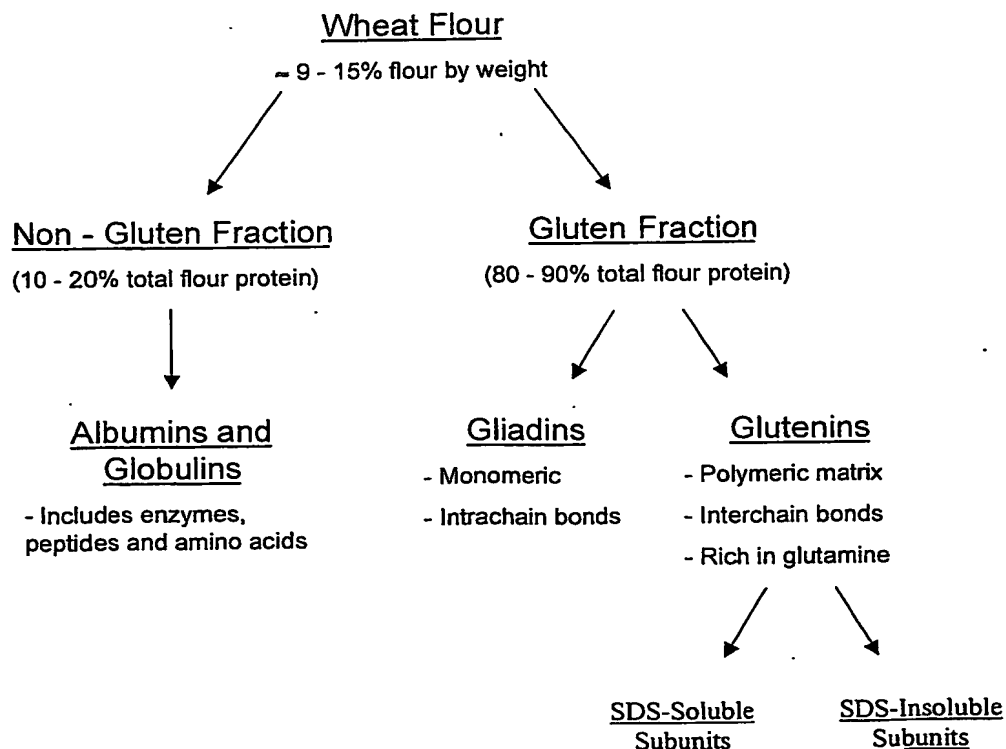 Wheat Flour
≈ 9 - 15% flour by weight
Non - Gluten Fraction
(10 - 20% total flour protein)
Gluten Fraction
(80 - 90% total flour protein)
Albumins and
Globulins
- Includes enzymes,
peptides and amino acids
Gliadins
- Monomeric
- Intrachain bonds
Glutenins
- Polymeric matrix
- Interchain bonds
- Rich in glutamine
SDS-Soluble
Subunits
SDS-Insoluble
Subunits